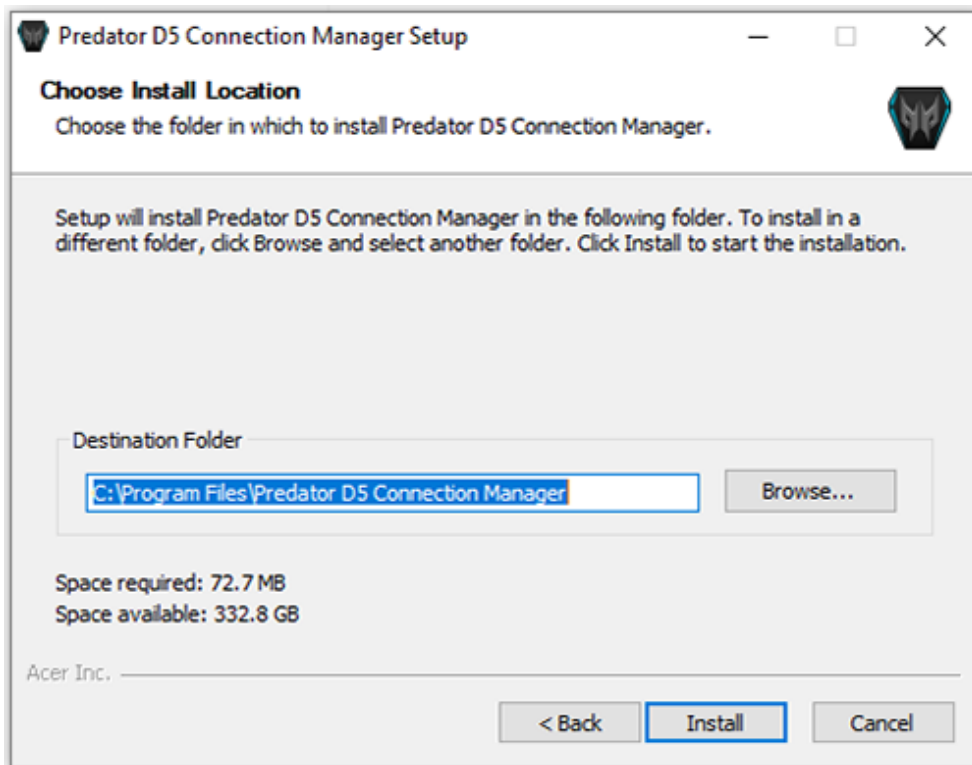 Predator D5 Connection Manager Setup
Choose Install Location
Choose the folder in which to install Predator D5 Connection Manager.
Setup will install Predator D5 Connection Manager in the following folder. To install in a
different folder, click Browse and select another folder. Click Install to start the installation.
Destination Folder
C:\Program Files\Predator D5 Connection Manager
Browse...
Space required: 72.7 MB
Space available: 332.8 GB
Acer Inc.
< Back
Install
Cancel